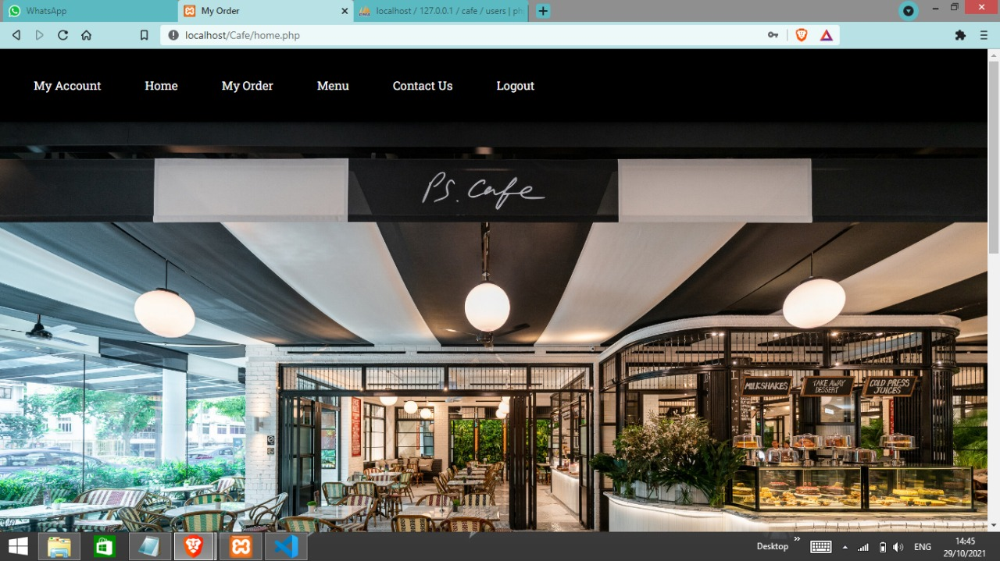 WhatsApp
My Order
localhost / 127.0.0.1 / cafe / users | ph
localhost/Cafe/home.php
My Account
Home
My Order
Menu
Contact Us
Logout
PS. Cafe
MILKSHAKES
TAKE AWAY
DESSERT
COLD PRESS
JUICES
Desktop
ENG
14:45
29/10/2021